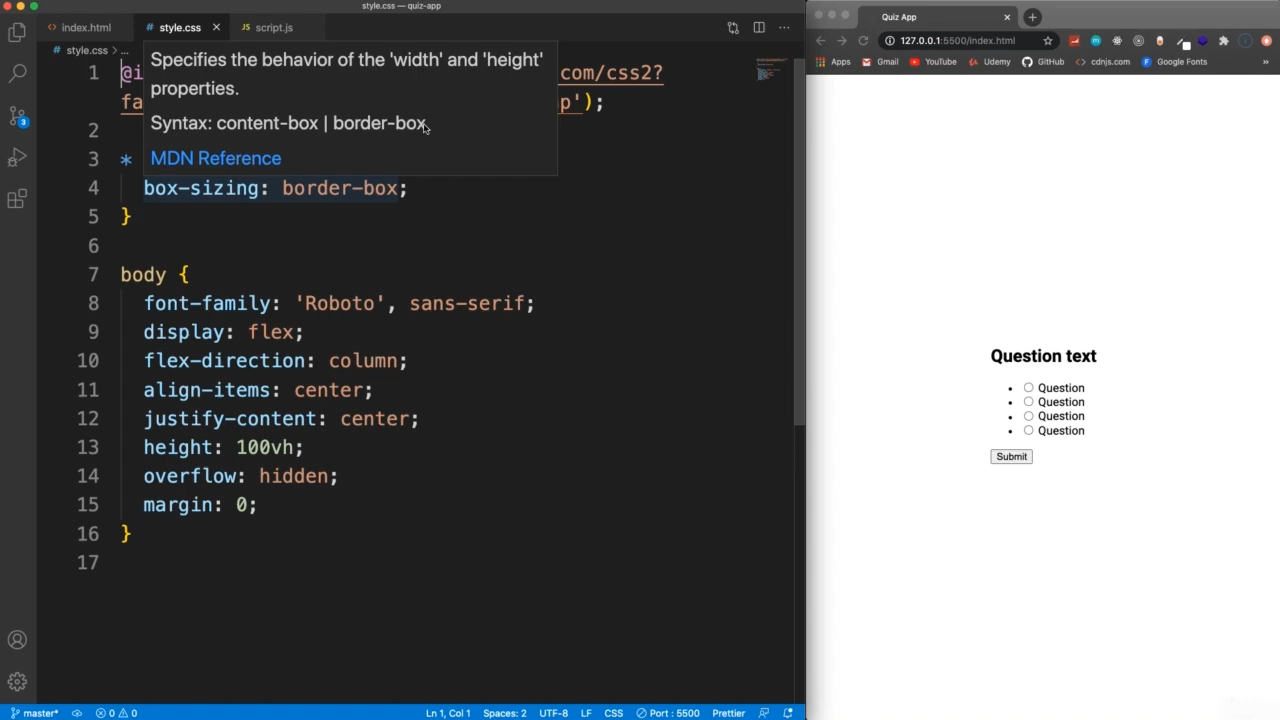 style.css — quiz-app
index.html
style.css
script.js
style.css > ...
1 @i com/css2?
fa p');
Specifies the behavior of the 'width' and 'height'
properties.
Syntax: content-box | border-box
MDN Reference
2
3 *
4 box-sizing: border-box;
5 }
6
7 body {
8 font-family: 'Roboto', sans-serif;
9 display: flex;
10 flex-direction: column;
11 align-items: center;
12 justify-content: center;
13 height: 100vh;
14 overflow: hidden;
15 margin: 0;
16 }
17
3
master* 0 0 Ln 1, Col 1 Spaces: 2 UTF-8 LF CSS Port : 5500 Prettier
Quiz App
127.0.0.1:5500/index.html
Apps Gmail YouTube Udemy GitHub cdnjs.com Google Fonts »
Question text
Question
Question
Question
Question
Submit